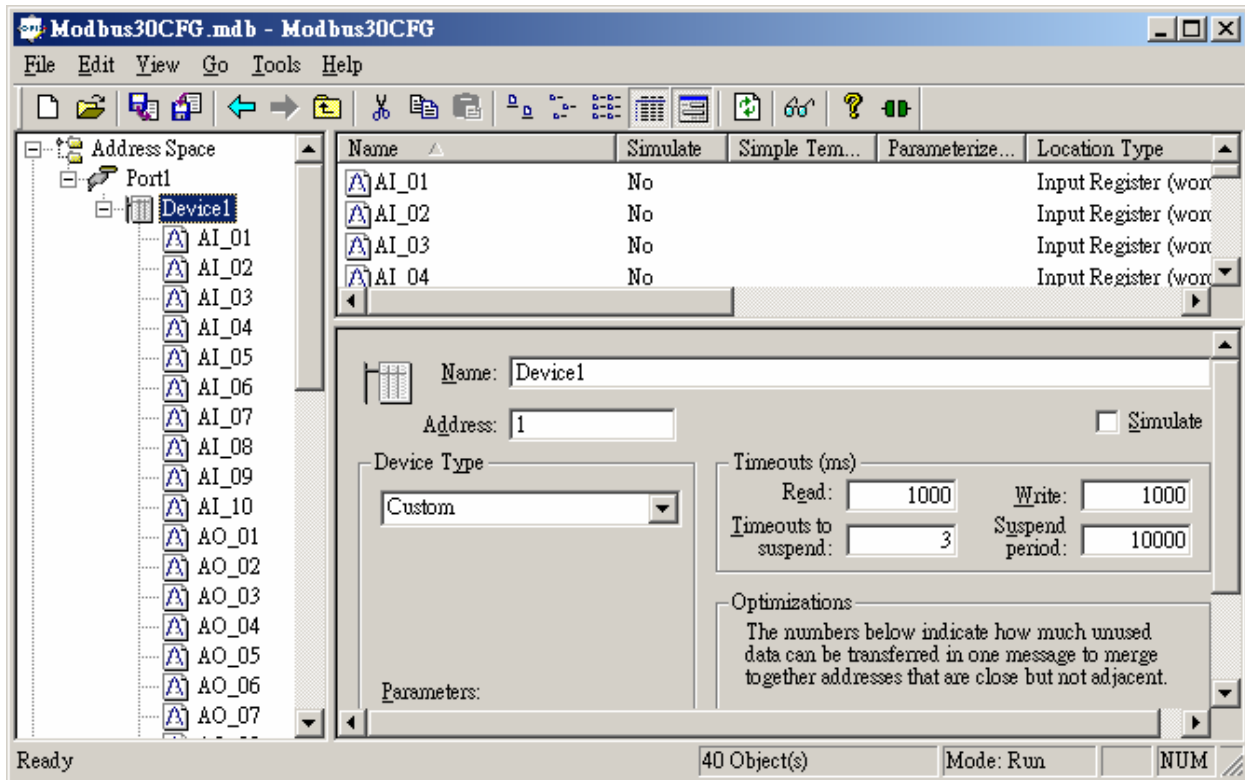 Modbus30CFG.mdb - Modbus30CFG
File Edit View Go Tools Help
Address Space
Port1
Device1
AI_01
AI_02
AI_03
AI_04
AI_05
AI_06
AI_07
AI_08
AI_09
AI_10
AO_01
AO_02
AO_03
AO_04
AO_05
AO_06
AO_07
Name Simulate Simple Tem... Parameterize... Location Type
AI_01 No Input Register (word
AI_02 No Input Register (word
AI_03 No Input Register (word
AI_04 No Input Register (word
Name: Device1
Address: 1
Simulate
Device Type
Custom
Parameters:
Timeouts (ms)
Read: 1000 Write: 1000
Timeouts to suspend: 3 Suspend period: 10000
Optimizations
The numbers below indicate how much unused
data can be transferred in one message to merge
together addresses that are close but not adjacent.
Ready 40 Object(s) Mode: Run NUM